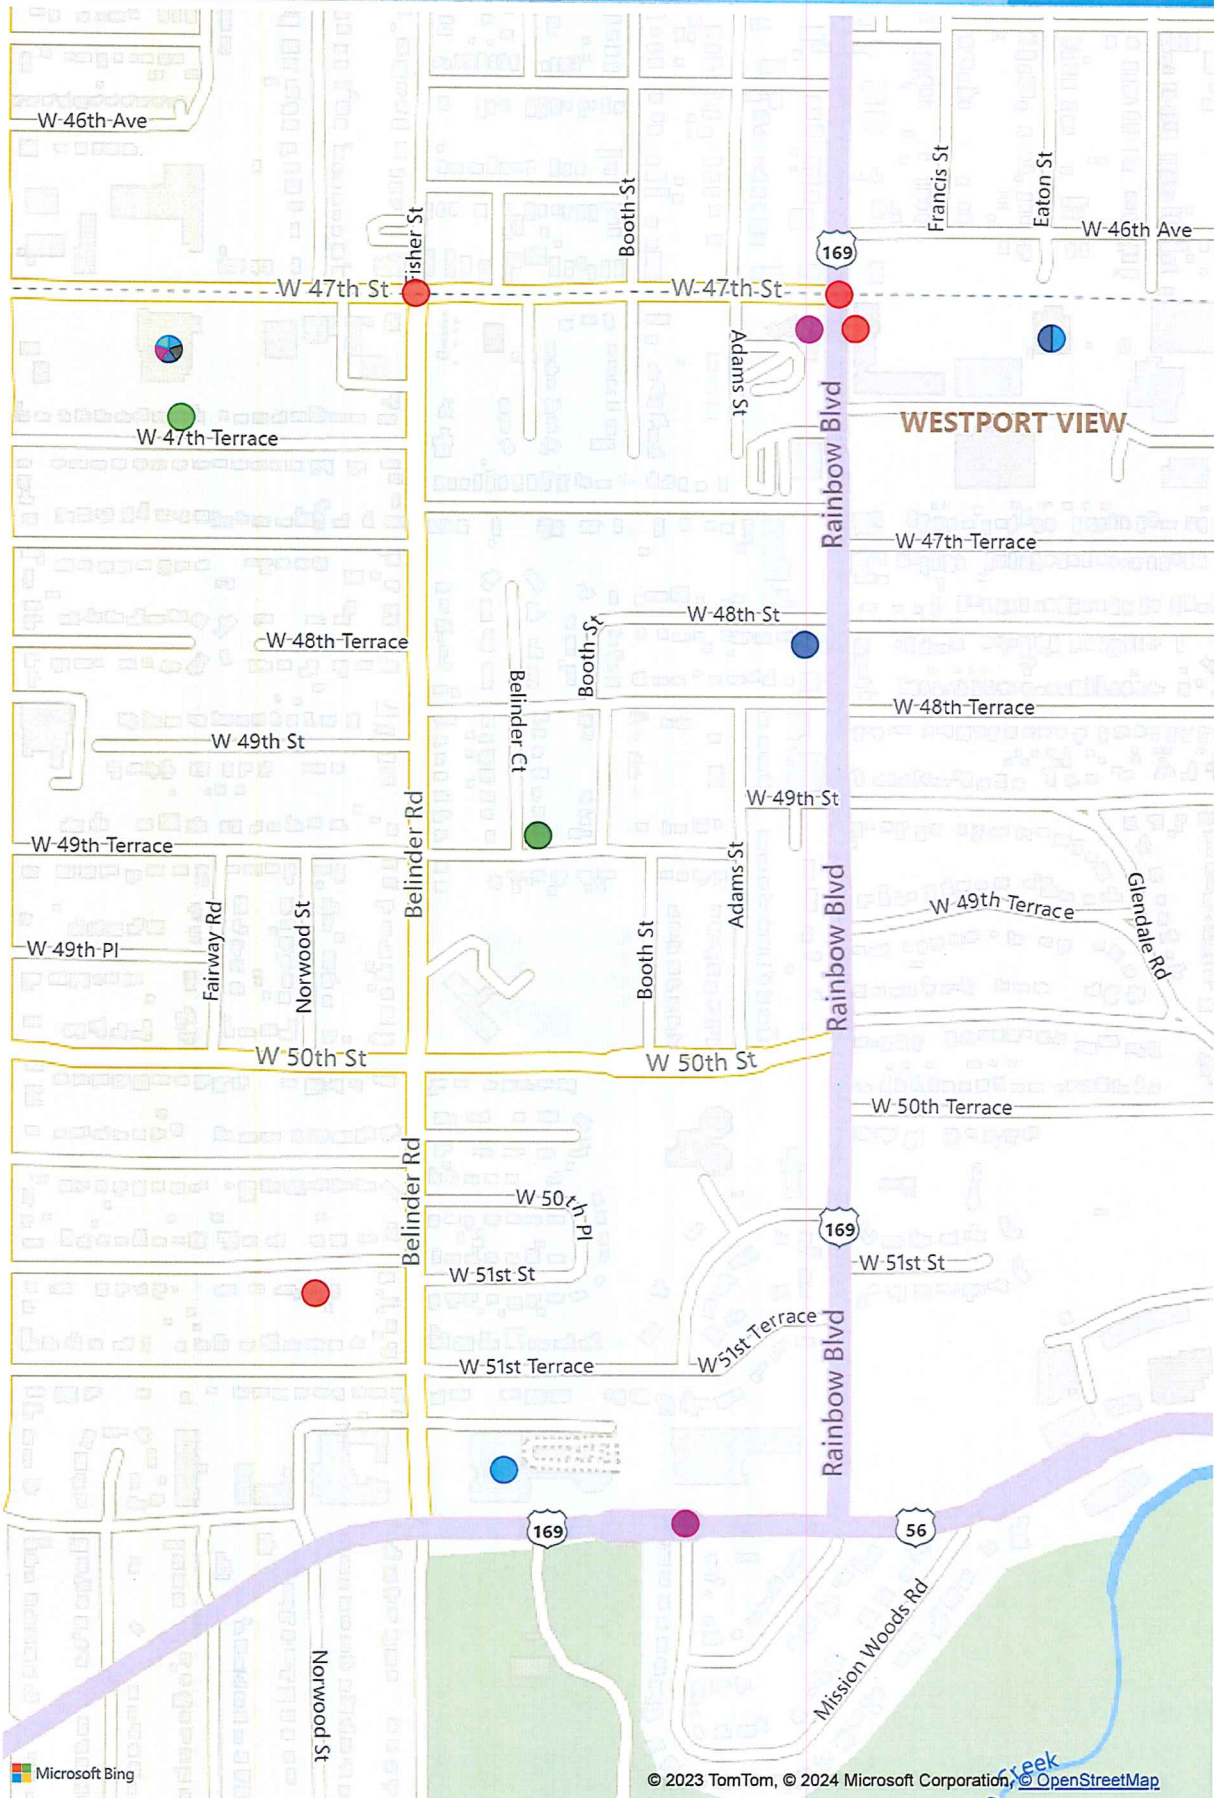 W 46th Ave
Francis St
Eaton St
Booth St
Fisher St
W 46th Ave
169
W 47th St
W 47th St
Adams St
Rainbow Blvd
WESTPORT VIEW
W 47th Terrace
W 47th Terrace
W 48th St
Booth St
W 48th Terrace
Belinder Ct
W 48th Terrace
W 49th St
W 49th St
Belinder Rd
W 49th Terrace
Adams St
Rainbow Blvd
Glendale Rd
W 49th Terrace
Fairway Rd
Norwood St
Booth St
W 49th Pl
W 50th St
W 50th St
W 50th Terrace
Belinder Rd
W 50th Pl
169
W 51st St
W 51st St
W 51st Terrace
Rainbow Blvd
W 51st Terrace
169
56
Mission Woods Rd
Norwood St
Creek
Microsoft Bing
© 2023 TomTom, © 2024 Microsoft Corporation, © OpenStreetMap